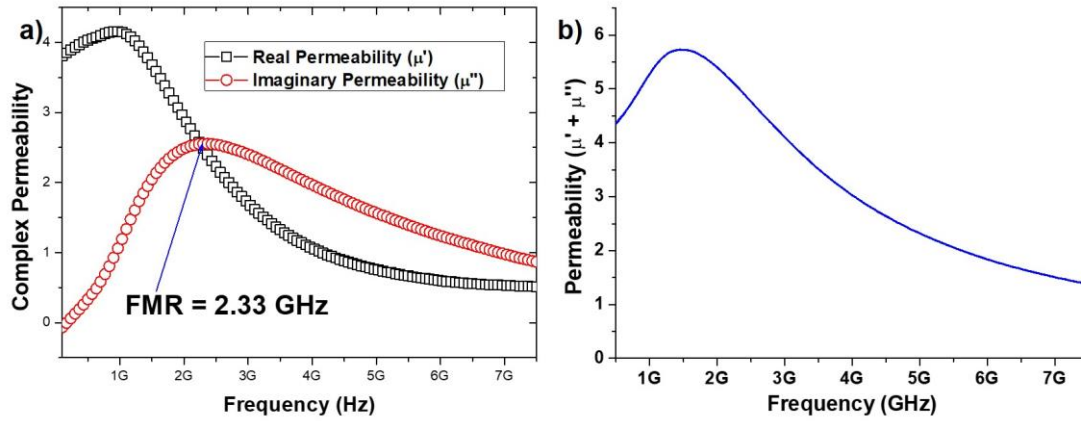 a)
Complex Permeability
4
3
2
1
0
Real Permeability (μ')
Imaginary Permeability (μ'')
FMR = 2.33 GHz
1G 2G 3G 4G 5G 6G 7G
Frequency (Hz)
b)
Permeability (μ' + μ'')
6
5
4
3
2
1
0
1G 2G 3G 4G 5G 6G 7G
Frequency (GHz)